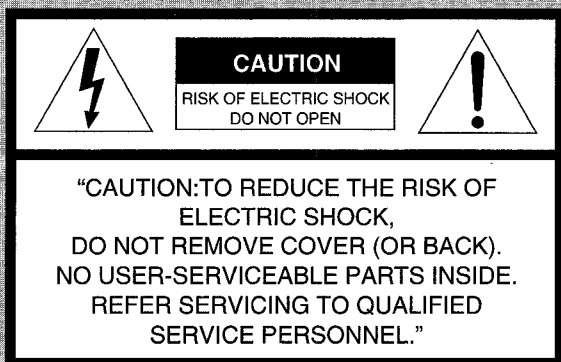 CAUTION
RISK OF ELECTRIC SHOCK
DO NOT OPEN
“CAUTION:TO REDUCE THE RISK OF
ELECTRIC SHOCK,
DO NOT REMOVE COVER (OR BACK).
NO USER-SERVICEABLE PARTS INSIDE.
REFER SERVICING TO QUALIFIED
SERVICE PERSONNEL.”